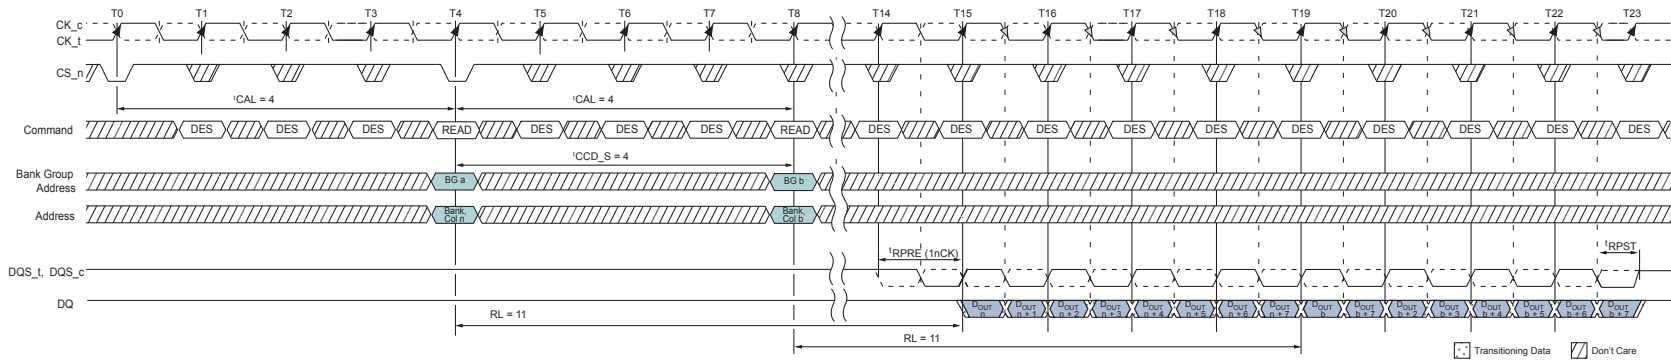 T0 T1 T2 T3 T4 T5 T6 T7 T8 T14 T15 T16 T17 T18 T19 T20 T21 T22 T23
CK_c
CK_t
CS_n
tCAL = 4 tCAL = 4
Command DES DES DES READ DES DES DES READ DES DES DES DES DES DES DES DES DES DES
tCCD_S = 4
Bank Group
Address
BG a BG b
Address
Bank,
Col n
Bank,
Col b
tRPRE (1nCK) tRPST
DQS_t, DQS_c
DQ
DOUT n DOUT n + 1 DOUT n + 2 DOUT n + 3 DOUT n + 4 DOUT n + 5 DOUT n + 6 DOUT n + 7 DOUT b DOUT b + 7 DOUT b + 2 DOUT b + 3 DOUT b + 4 DOUT b + 5 DOUT b + 6 DOUT b + 7
RL = 11
RL = 11
Transitioning Data Don't Care